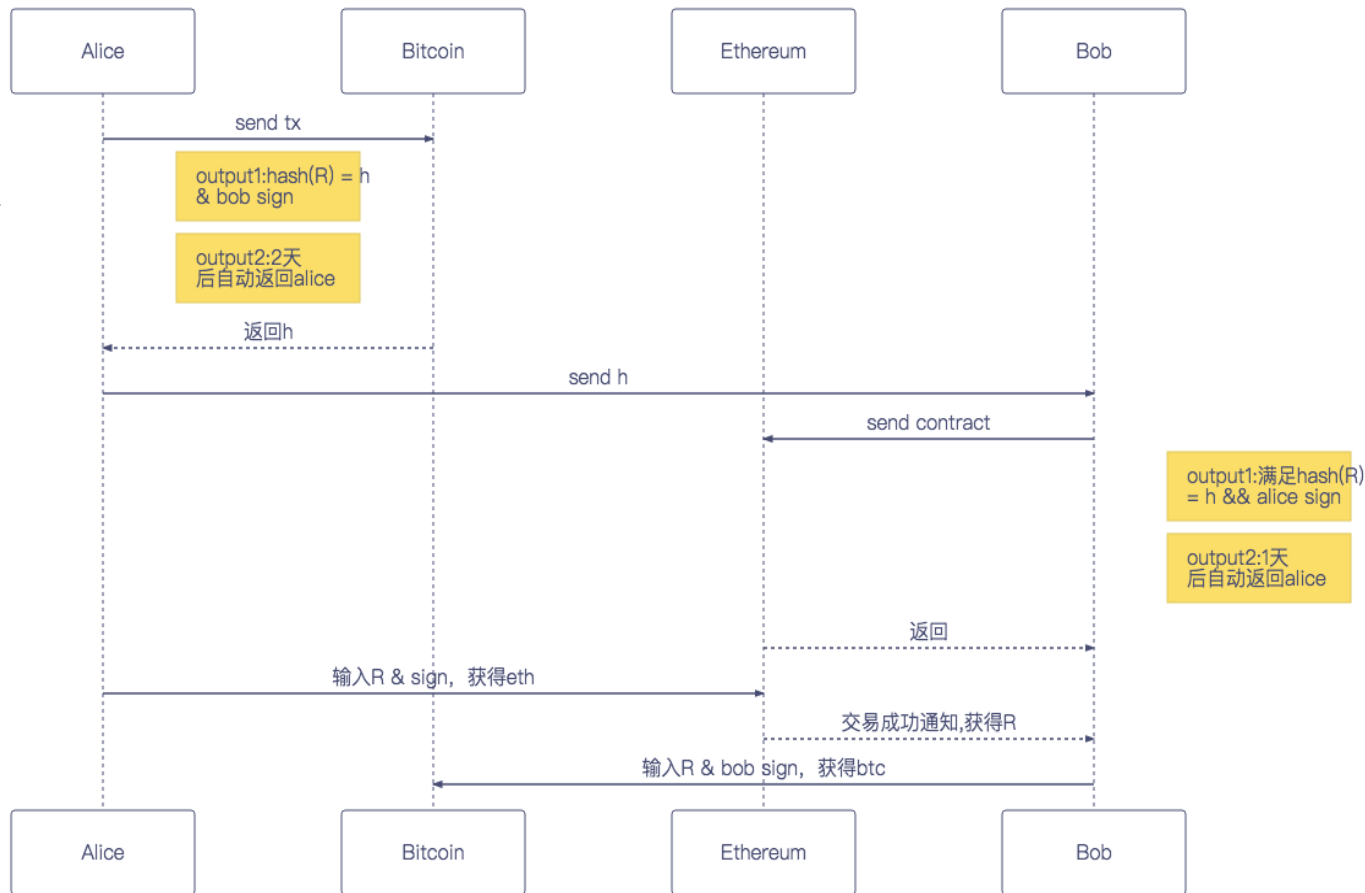 Alice
Bitcoin
Ethereum
Bob
send tx
output1:hash(R) = h
& bob sign
output2:2天
后自动返回alice
返回h
send h
send contract
output1:满足hash(R)
= h && alice sign
output2:1天
后自动返回alice
返回
输入R & sign，获得eth
交易成功通知,获得R
输入R & bob sign，获得btc
Alice
Bitcoin
Ethereum
Bob